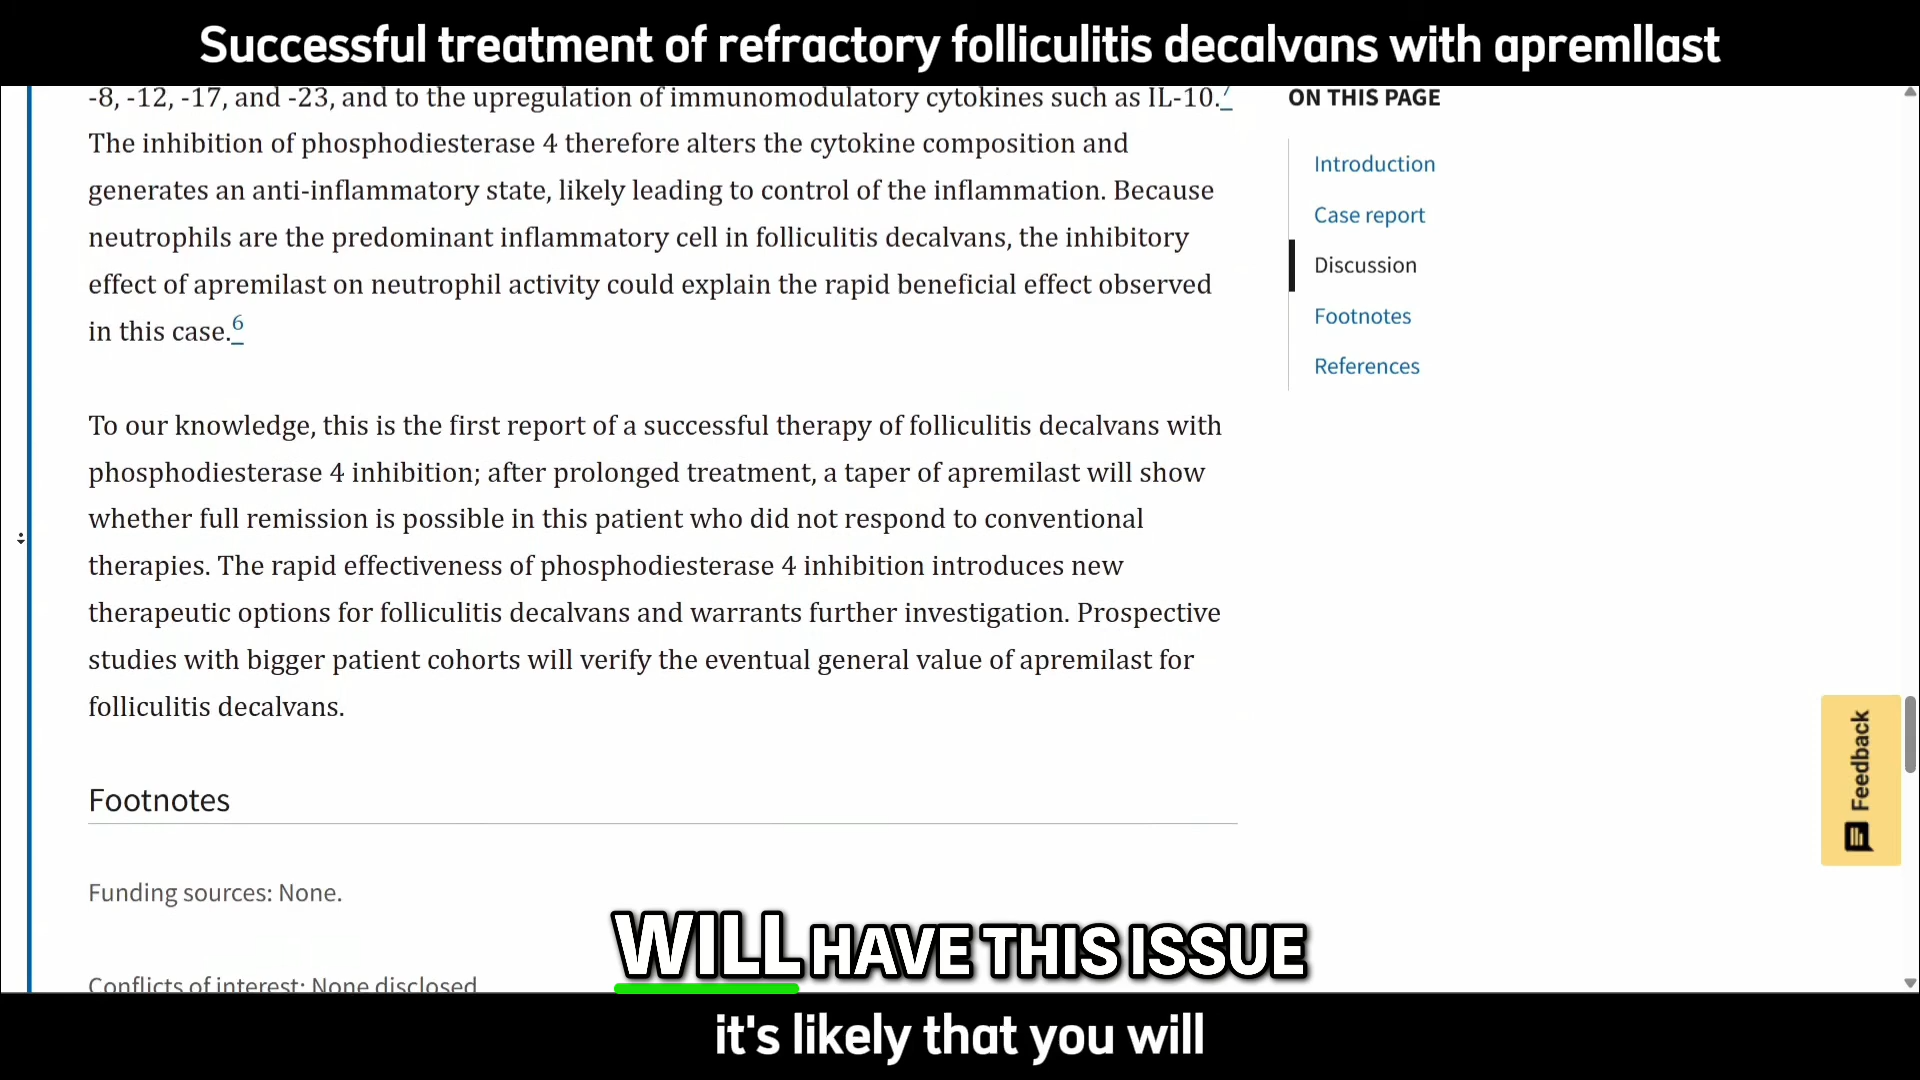 Successful treatment of refractory folliculitis decalvans with apremllast
-8, -12, -17, and -23, and to the upregulation of immunomodulatory cytokines such as IL-10.7
The inhibition of phosphodiesterase 4 therefore alters the cytokine composition and
generates an anti-inflammatory state, likely leading to control of the inflammation. Because
neutrophils are the predominant inflammatory cell in folliculitis decalvans, the inhibitory
effect of apremilast on neutrophil activity could explain the rapid beneficial effect observed
in this case.6
To our knowledge, this is the first report of a successful therapy of folliculitis decalvans with
phosphodiesterase 4 inhibition; after prolonged treatment, a taper of apremilast will show
whether full remission is possible in this patient who did not respond to conventional
therapies. The rapid effectiveness of phosphodiesterase 4 inhibition introduces new
therapeutic options for folliculitis decalvans and warrants further investigation. Prospective
studies with bigger patient cohorts will verify the eventual general value of apremilast for
folliculitis decalvans.
Footnotes
Funding sources: None.
Conflicts of interest: None disclosed
ON THIS PAGE
Introduction
Case report
Discussion
Footnotes
References
Feedback
WILL HAVE THIS ISSUE
it's likely that you will